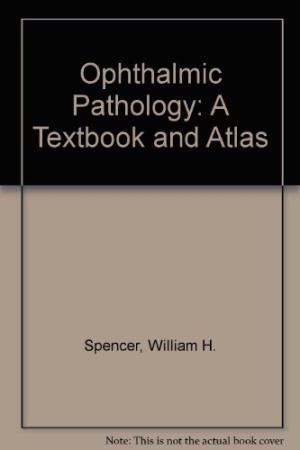 Ophthalmic
Pathology: A
Textbook and Atlas
Spencer, William H.
Note: This is not the actual book cover